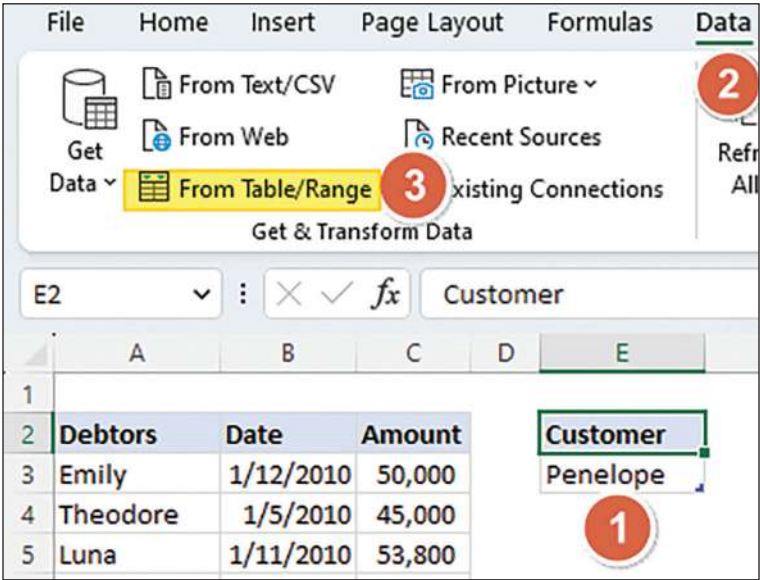 File Home Insert Page Layout Formulas Data
From Text/CSV From Picture
2
Get Data
From Web Recent Sources
From Table/Range 3 Existing Connections
All
Get & Transform Data
E2 fx Customer
A B C D E
1
2 Debtors Date Amount Customer
3 Emily 1/12/2010 50,000 Penelope
4 Theodore 1/5/2010 45,000
1
5 Luna 1/11/2010 53,800